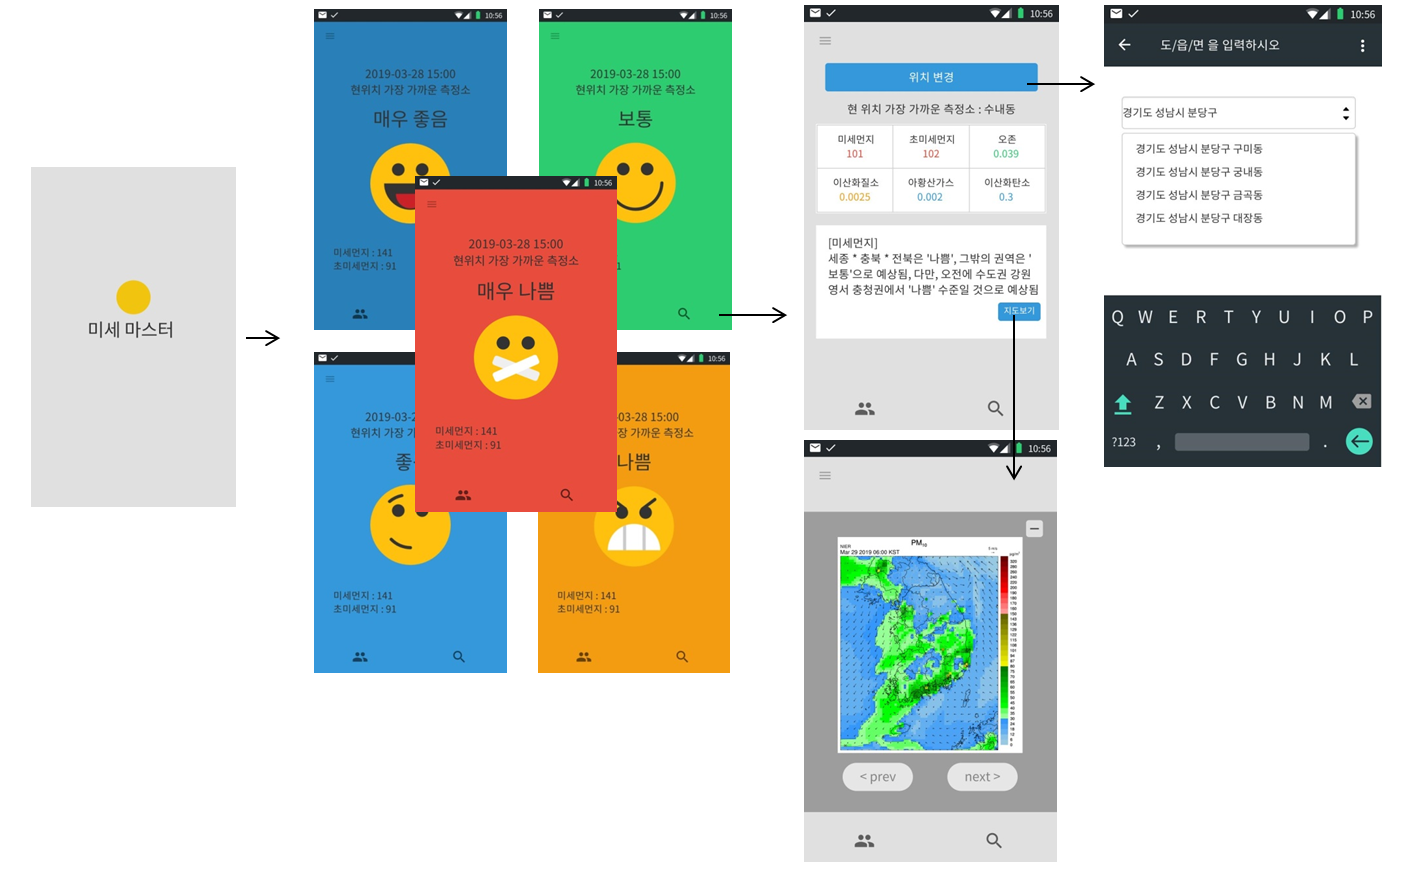 미세 마스터
10:56
2019-03-28 15:00
현위치 가장 가까운 측정소
매우 좋음
미세먼지 : 141
초미세먼지 : 91
10:56
2019-03-28 15:00
현위치 가장 가까운 측정소
보통
1
10:56
2019-03-28 15:00
현위치 가장 가까운 측정소
매우 나쁨
미세먼지 : 141
초미세먼지 : 91
2019-03-2
현위치 가장 가
좋
미세먼지 : 141
초미세먼지 : 91
10:56
03-28 15:00
장 가까운 측정소
나쁨
미세먼지 : 141
초미세먼지 : 91
10:56
위치 변경
현 위치 가장 가까운 측정소 : 수내동
미세먼지 초미세먼지 오존
101 102 0.039
이산화질소 아황산가스 이산화탄소
0.0025 0.002 0.3
[미세먼지]
세종 * 충북 * 전북은 '나쁨', 그밖의 권역은 '
보통'으로 예상됨, 다만, 오전에 수도권 강원
영서 충청권에서 '나쁨' 수준일 것으로 예상됨
지도보기
10:56
NIER PM10
Mar 29 2019 06:00 KST
< prev next >
10:56
도/읍/면 을 입력하시오
경기도 성남시 분당구
경기도 성남시 분당구 구미동
경기도 성남시 분당구 궁내동
경기도 성남시 분당구 금곡동
경기도 성남시 분당구 대장동
Q W E R T Y U I O P
A S D F G H J K L
Z X C V B N M
?123 , .